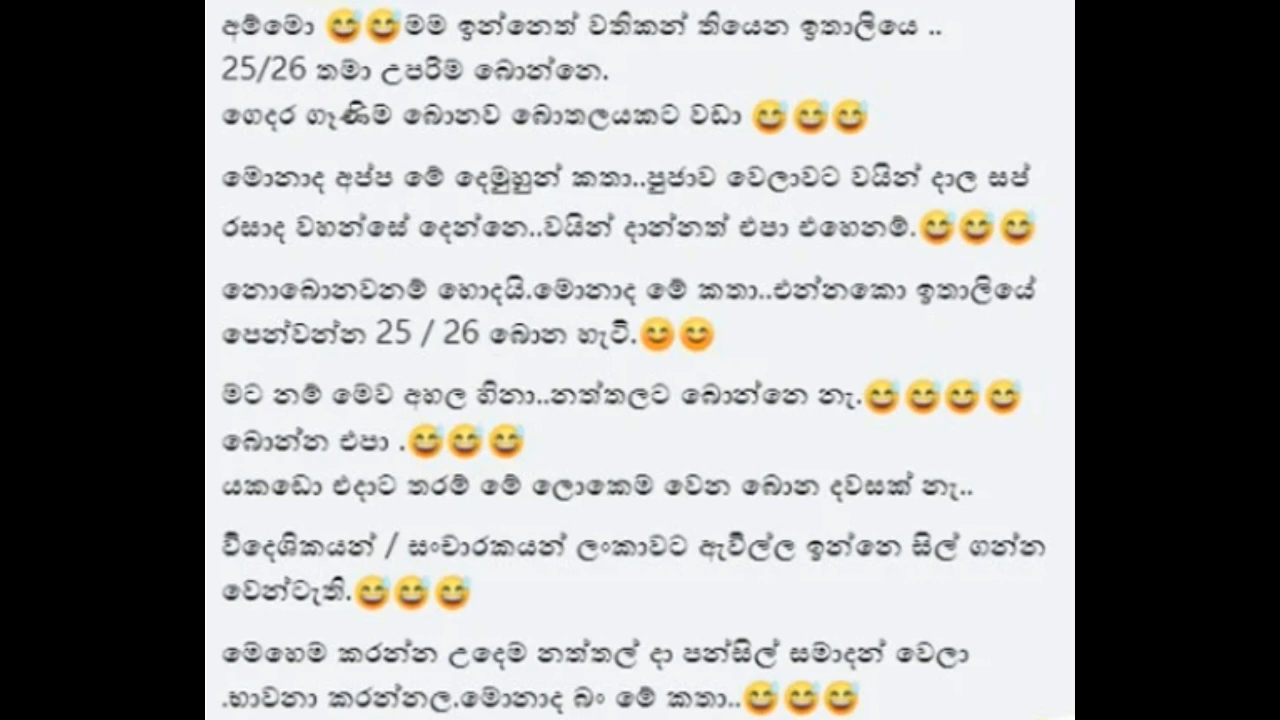 අම්මො 😅😅මම ඉන්නෙත් වතිකන් තියෙන ඉතාලියෙ ..
25/26 තමා උපරිම බොන්නෙ.
ගෙදර ගෑණිම බොනව බොතලයකට වඩා 😅😅😅
මොනාද අප්ප මේ දෙමුහුන් කතා..පුජාව වෙලාවට වයින් දාල සප්
රසාද වහන්සේ දෙන්නෙ..වයින් දාන්නත් එපා එහෙනම්.😅😅😅
නොබොනවනම් හොදයි.මොනාද මේ කතා..එන්නකො ඉතාලියේ
පෙන්වන්න 25 / 26 බොන හැටි.😊😊
මට නම් මෙව අහල හිනා..නත්තලට බොන්නෙ නැ.😅😅😅😅
බොන්න එපා .😅😅😅
යකඩො එදාට තරම් මේ ලොකෙම වෙන බොන දවසක් නැ..
විදෙශිකයන් / සංචාරකයන් ලංකාවට ඇවිල්ල ඉන්නෙ සිල් ගන්න
වෙන්ටැති.😅😅😅
මෙහෙම කරන්න උදෙම නත්තල් දා පන්සිල් සමාදන් වෙලා
.භාවනා කරන්නල.මොනාද බං මේ කතා..😅😅😅